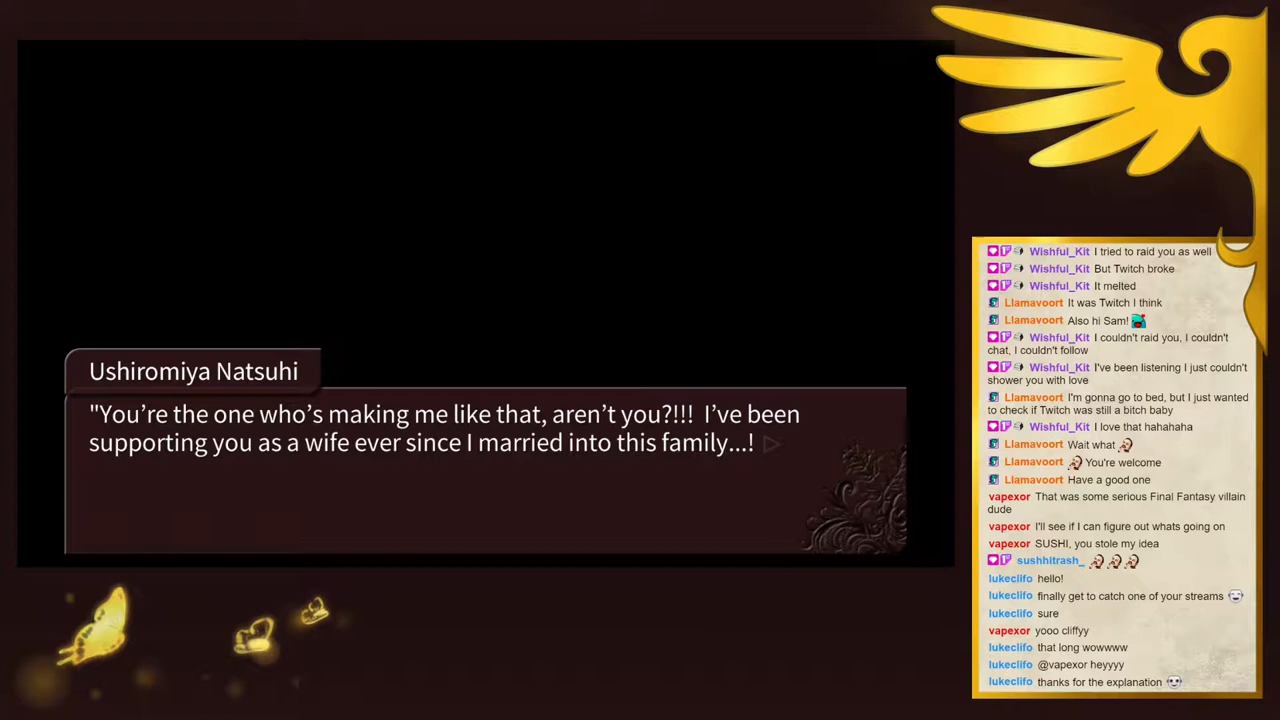 Ushiromiya Natsuhi
"You’re the one who’s making me like that, aren’t you?!!!  I’ve been
supporting you as a wife ever since I married into this family...!
Wishful_Kit I tried to raid you as well
Wishful_Kit But Twitch broke
Wishful_Kit It melted
Llamavoort It was Twitch I think
Llamavoort Also hi Sam!
Wishful_Kit I couldn't raid you, I couldn't
chat, I couldn't follow
Wishful_Kit I've been listening I just couldn't
shower you with love
Llamavoort I'm gonna go to bed, but I just wanted
to check if Twitch was still a bitch baby
Wishful_Kit I love that hahahaha
Llamavoort Wait what
Llamavoort You're welcome
Llamavoort Have a good one
vapexor That was some serious Final Fantasy villain
dude
vapexor I'll see if I can figure out whats going on
vapexor SUSHI, you stole my idea
sushhitrash_
lukeclifo hello!
lukeclifo finally get to catch one of your streams
lukeclifo sure
vapexor yooo cliffyy
lukeclifo that long wowwww
lukeclifo @vapexor heyyyy
lukeclifo thanks for the explanation